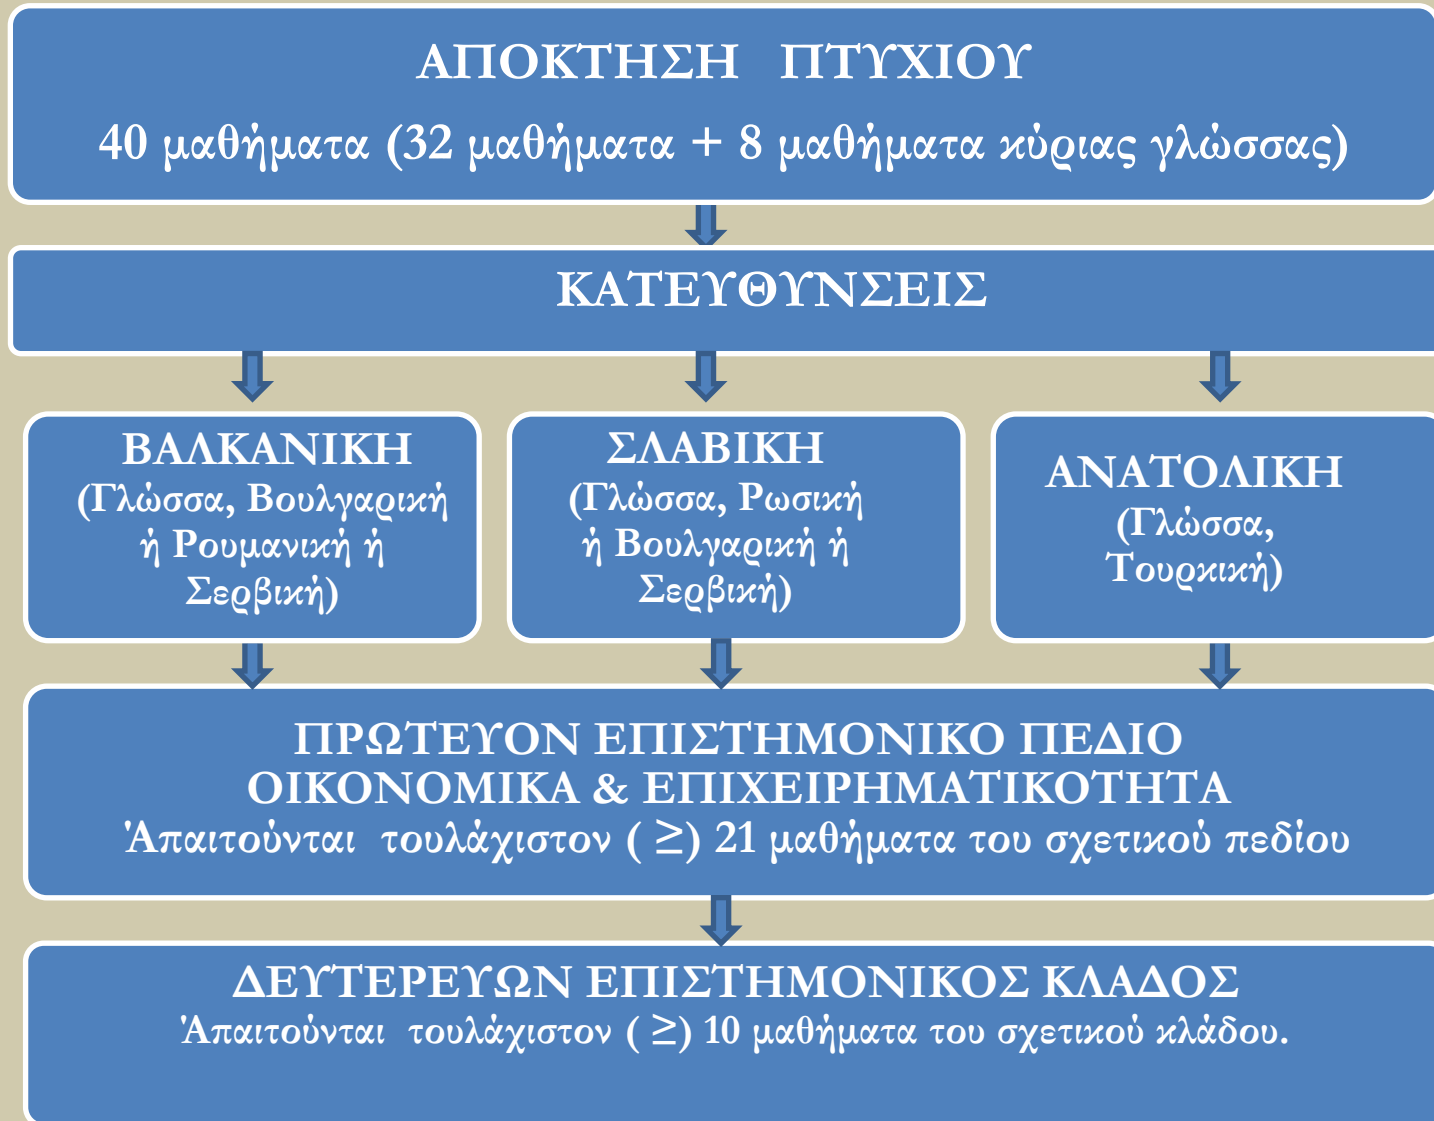 ΑΠΟΚΤΗΣΗ ΠΤΥΧΙΟΥ
40 μαθήματα (32 μαθήματα + 8 μαθήματα κύριας γλώσσας)
ΚΑΤΕΥΘΥΝΣΕΙΣ
ΒΑΛΚΑΝΙΚΗ
(Γλώσσα, Βουλγαρική
ή Ρουμανική ή
Σερβική)
ΣΛΑΒΙΚΗ
(Γλώσσα, Ρωσική
ή Βουλγαρική ή
Σερβική)
ΑΝΑΤΟΛΙΚΗ
(Γλώσσα,
Τουρκική)
ΠΡΩΤΕΥΟΝ ΕΠΙΣΤΗΜΟΝΙΚΟ ΠΕΔΙΟ
ΟΙΚΟΝΟΜΙΚΑ & ΕΠΙΧΕΙΡΗΜΑΤΙΚΟΤΗΤΑ
Άπαιτούνται τουλάχιστον ( ≥) 21 μαθήματα του σχετικού πεδίου
ΔΕΥΤΕΡΕΥΩΝ ΕΠΙΣΤΗΜΟΝΙΚΟΣ ΚΛΑΔΟΣ
Άπαιτούνται τουλάχιστον ( ≥) 10 μαθήματα του σχετικού κλάδου.